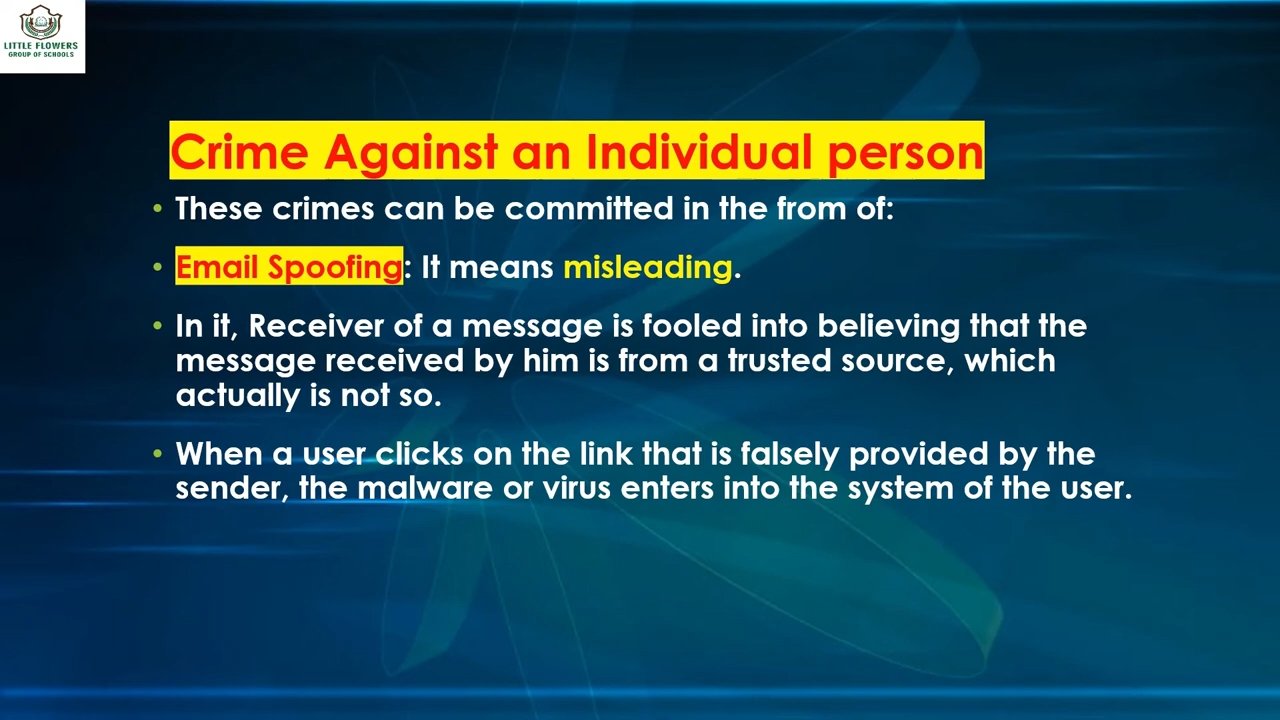 LITTLE FLOWERS
GROUP OF SCHOOLS
Crime Against an Individual person
• These crimes can be committed in the from of:
• Email Spoofing: It means misleading.
• In it, Receiver of a message is fooled into believing that the
message received by him is from a trusted source, which
actually is not so.
• When a user clicks on the link that is falsely provided by the
sender, the malware or virus enters into the system of the user.